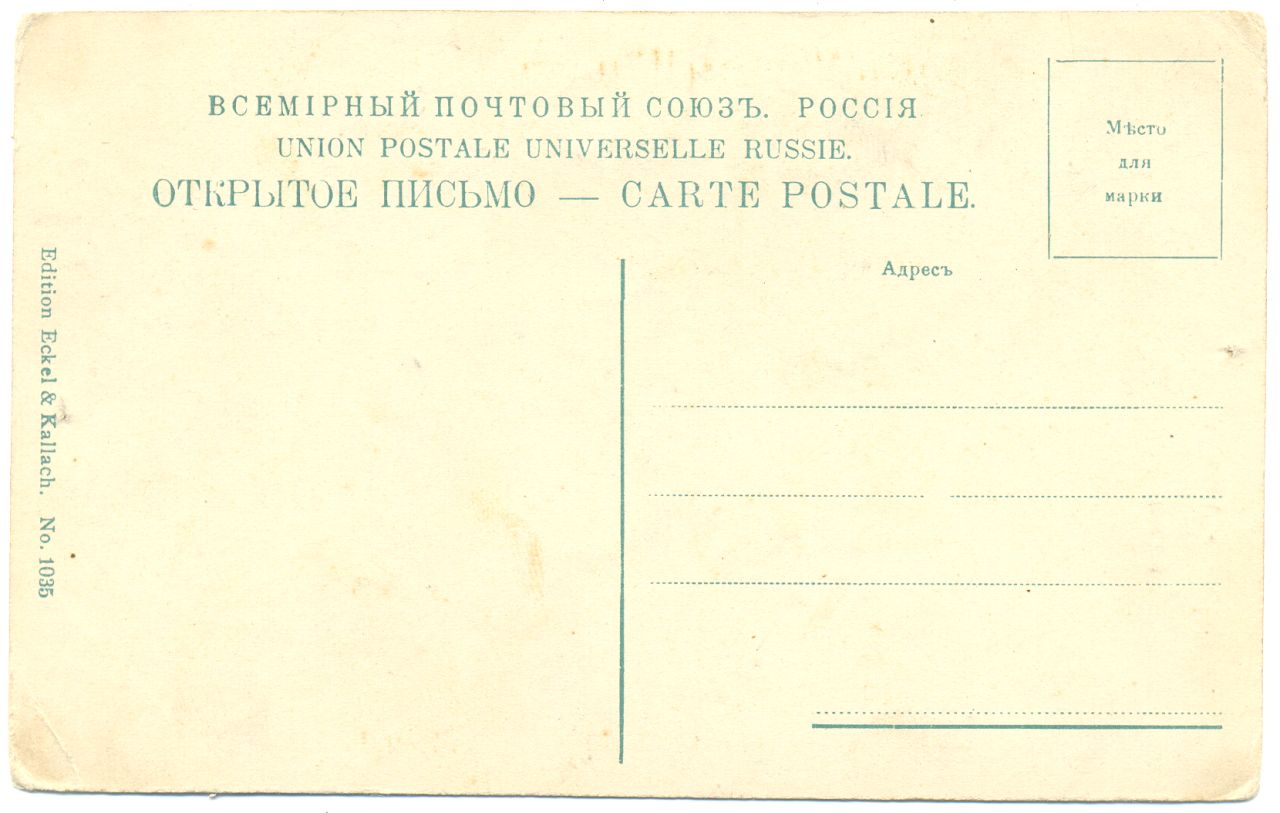 ВСЕМІРНЫЙ ПОЧТОВЫЙ СОЮЗЪ. РОССІЯ
UNION POSTALE UNIVERSELLE RUSSIE.
ОТКРЫТОЕ ПИСЬМО — CARTE POSTALE.
Мѣсто
для
марки
Адресъ
Edition Eckel & Kallach. No. 1035